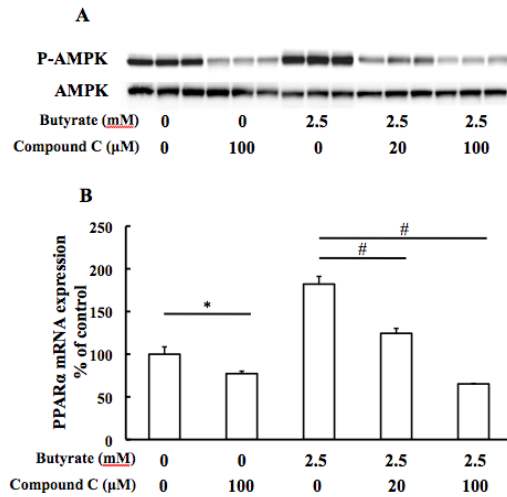 A
P-AMPK
AMPK
Butyrate (mM) 0 0 2.5 2.5 2.5
Compound C (μM) 0 100 0 20 100
B
PPARα mRNA expression
% of control
250
200
150
100
50
0
*
#
#
Butyrate (mM) 0 0 2.5 2.5 2.5
Compound C (μM) 0 100 0 20 100